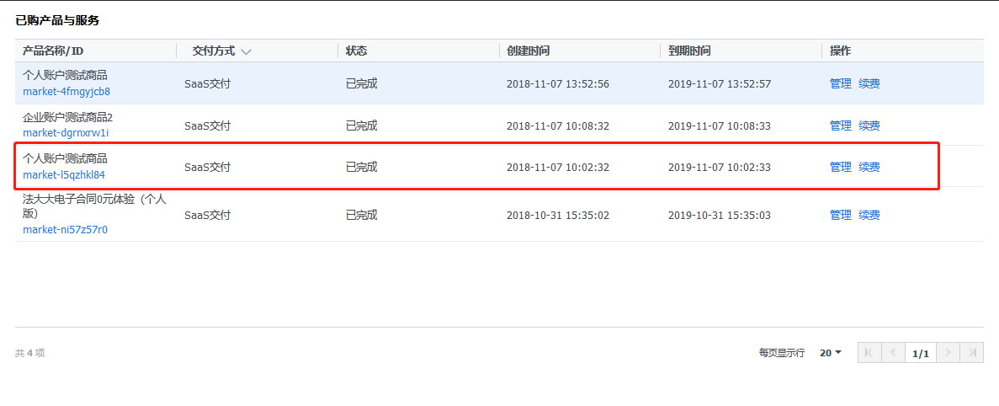 已购产品与服务
产品名称/ID 交付方式 状态 创建时间 到期时间 操作
个人账户测试商品
market-4fmgyjcb8 SaaS交付 已完成 2018-11-07 13:52:56 2019-11-07 13:52:57 管理 续费
企业账户测试商品2
market-dgrnxrw1i SaaS交付 已完成 2018-11-07 10:08:32 2019-11-07 10:08:33 管理 续费
个人账户测试商品
market-l5qzhkl84 SaaS交付 已完成 2018-11-07 10:02:32 2019-11-07 10:02:33 管理 续费
法大大电子合同0元体验（个人
版） SaaS交付 已完成 2018-10-31 15:35:02 2019-10-31 15:35:03 管理 续费
market-ni57z57r0
共 4 项 每页显示行 20 1/1